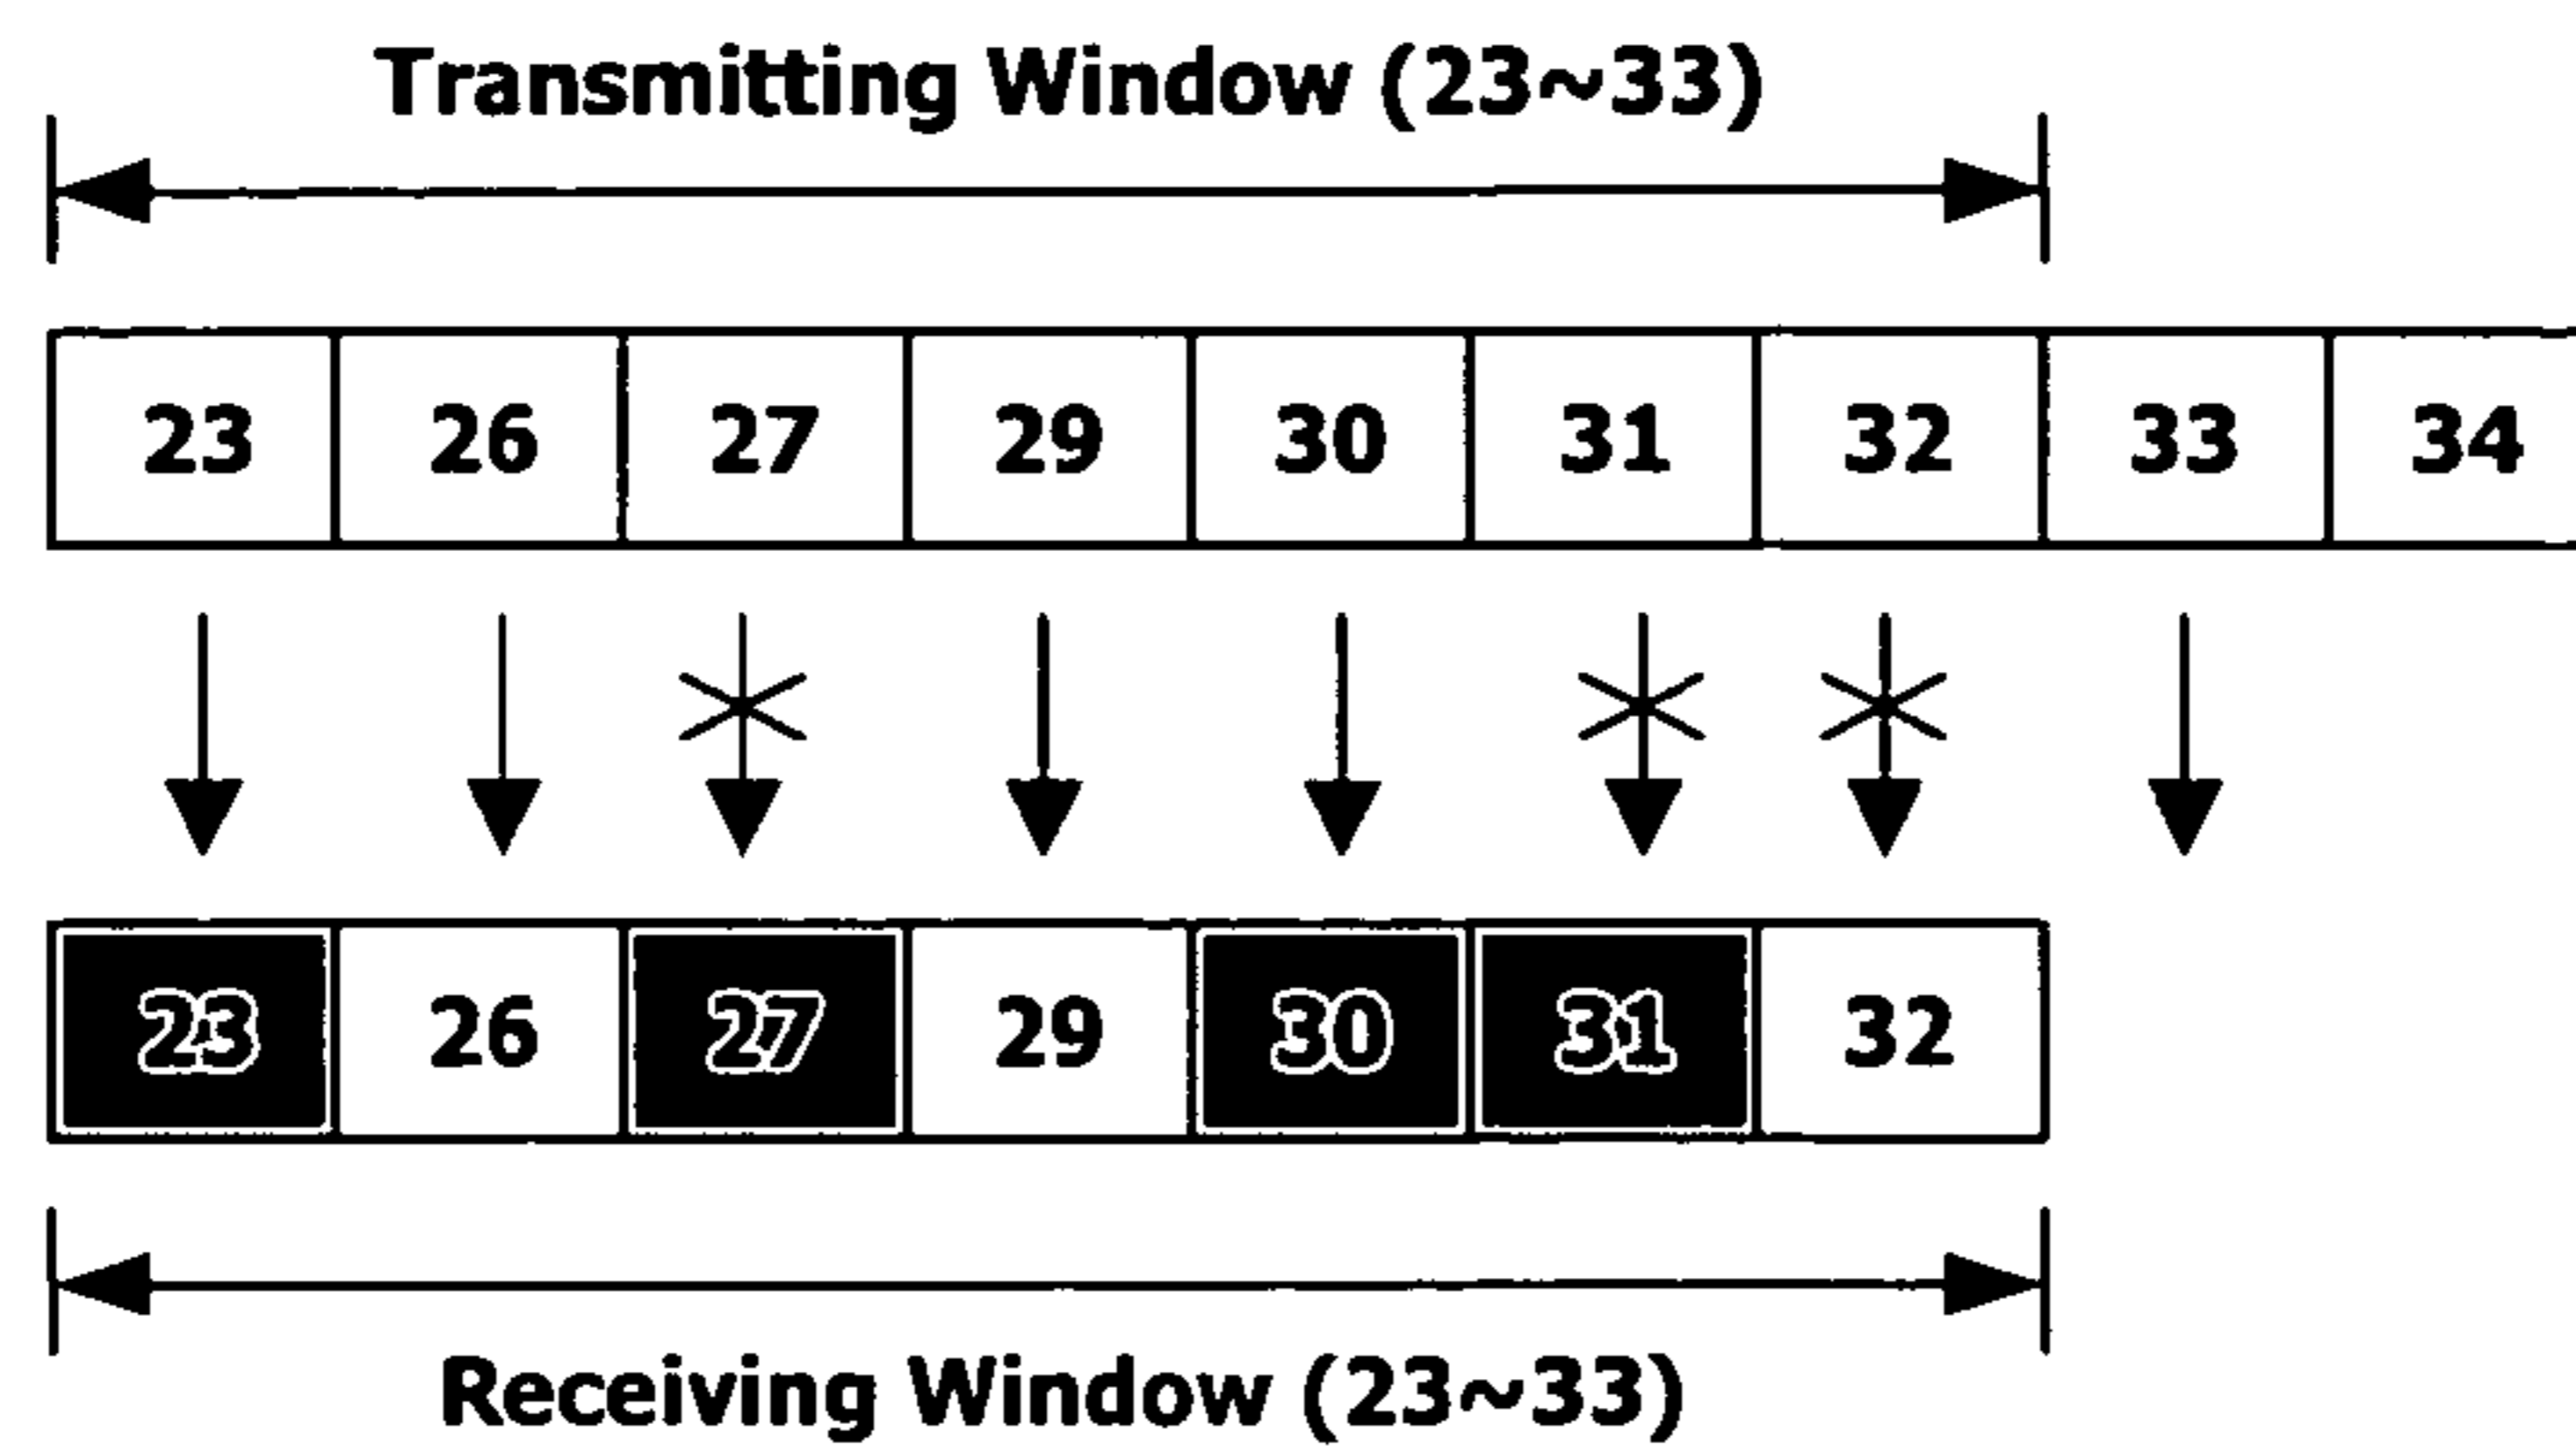 Transmitting Window (23~33)
23 26 27 29 30 31 32 33 34
23 26 27 29 30 31 32
Receiving Window (23~33)